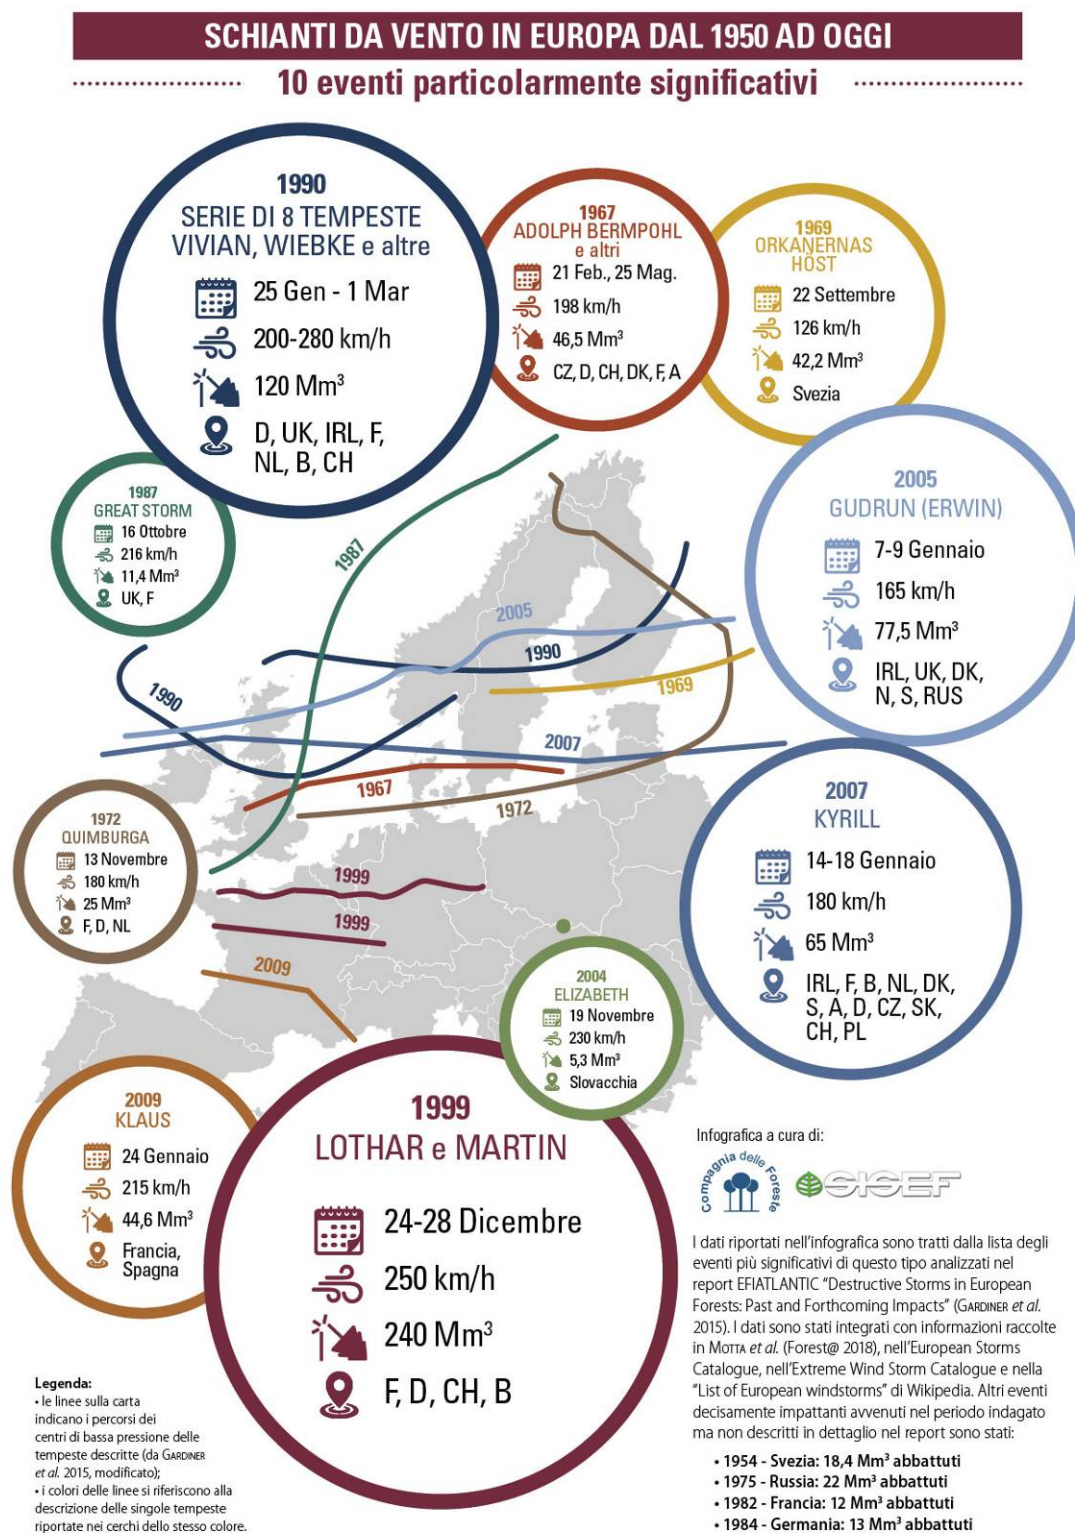 SCHIANTI DA VENTO IN EUROPA DAL 1950 AD OGGI
10 eventi particolarmente significativi
1990
SERIE DI 8 TEMPESTE
VIVIAN, WIEBKE e altre
25 Gen - 1 Mar
200-280 km/h
120 Mm³
D, UK, IRL, F,
NL, B, CH
1967
ADOLPH BERMPOHL
e altri
21 Feb., 25 Mag.
198 km/h
46,5 Mm³
CZ, D, CH, DK, F, A
1969
ORKANERNAS
HÖST
22 Settembre
126 km/h
42,2 Mm³
Svezia
1987
GREAT STORM
16 Ottobre
216 km/h
11,4 Mm³
UK, F
2005
GUDRUN (ERWIN)
7-9 Gennaio
165 km/h
77,5 Mm³
IRL, UK, DK,
N, S, RUS
1987
2005
1990
1990
1969
2007
1967
1972
1999
1999
2009
1972
QUIMBURGA
13 Novembre
180 km/h
25 Mm³
F, D, NL
2007
KYRILL
14-18 Gennaio
180 km/h
65 Mm³
IRL, F, B, NL, DK,
S, A, D, CZ, SK,
CH, PL
2004
ELIZABETH
19 Novembre
230 km/h
5,3 Mm³
Slovacchia
2009
KLAUS
24 Gennaio
215 km/h
44,6 Mm³
Francia,
Spagna
1999
LOTHAR e MARTIN
24-28 Dicembre
250 km/h
240 Mm³
F, D, CH, B
Infografica a cura di:
Compagnia delle Foreste
SISEF
I dati riportati nell'infografica sono tratti dalla lista degli
eventi più significativi di questo tipo analizzati nel
report EFIATLANTIC "Destructive Storms in European
Forests: Past and Forthcoming Impacts" (GARDINER et al.
2015). I dati sono stati integrati con informazioni raccolte
in MOTTA et al. (Forest@ 2018), nell'European Storms
Catalogue, nell'Extreme Wind Storm Catalogue e nella
"List of European windstorms" di Wikipedia. Altri eventi
decisamente impattanti avvenuti nel periodo indagato
ma non descritti in dettaglio nel report sono stati:
• 1954 - Svezia: 18,4 Mm³ abbattuti
• 1975 - Russia: 22 Mm³ abbattuti
• 1982 - Francia: 12 Mm³ abbattuti
• 1984 - Germania: 13 Mm³ abbattuti
Legenda:
• le linee sulla carta
indicano i percorsi dei
centri di bassa pressione delle
tempeste descritte (da GARDINER
et al. 2015, modificato);
• i colori delle linee si riferiscono alla
descrizione delle singole tempeste
riportate nei cerchi dello stesso colore.